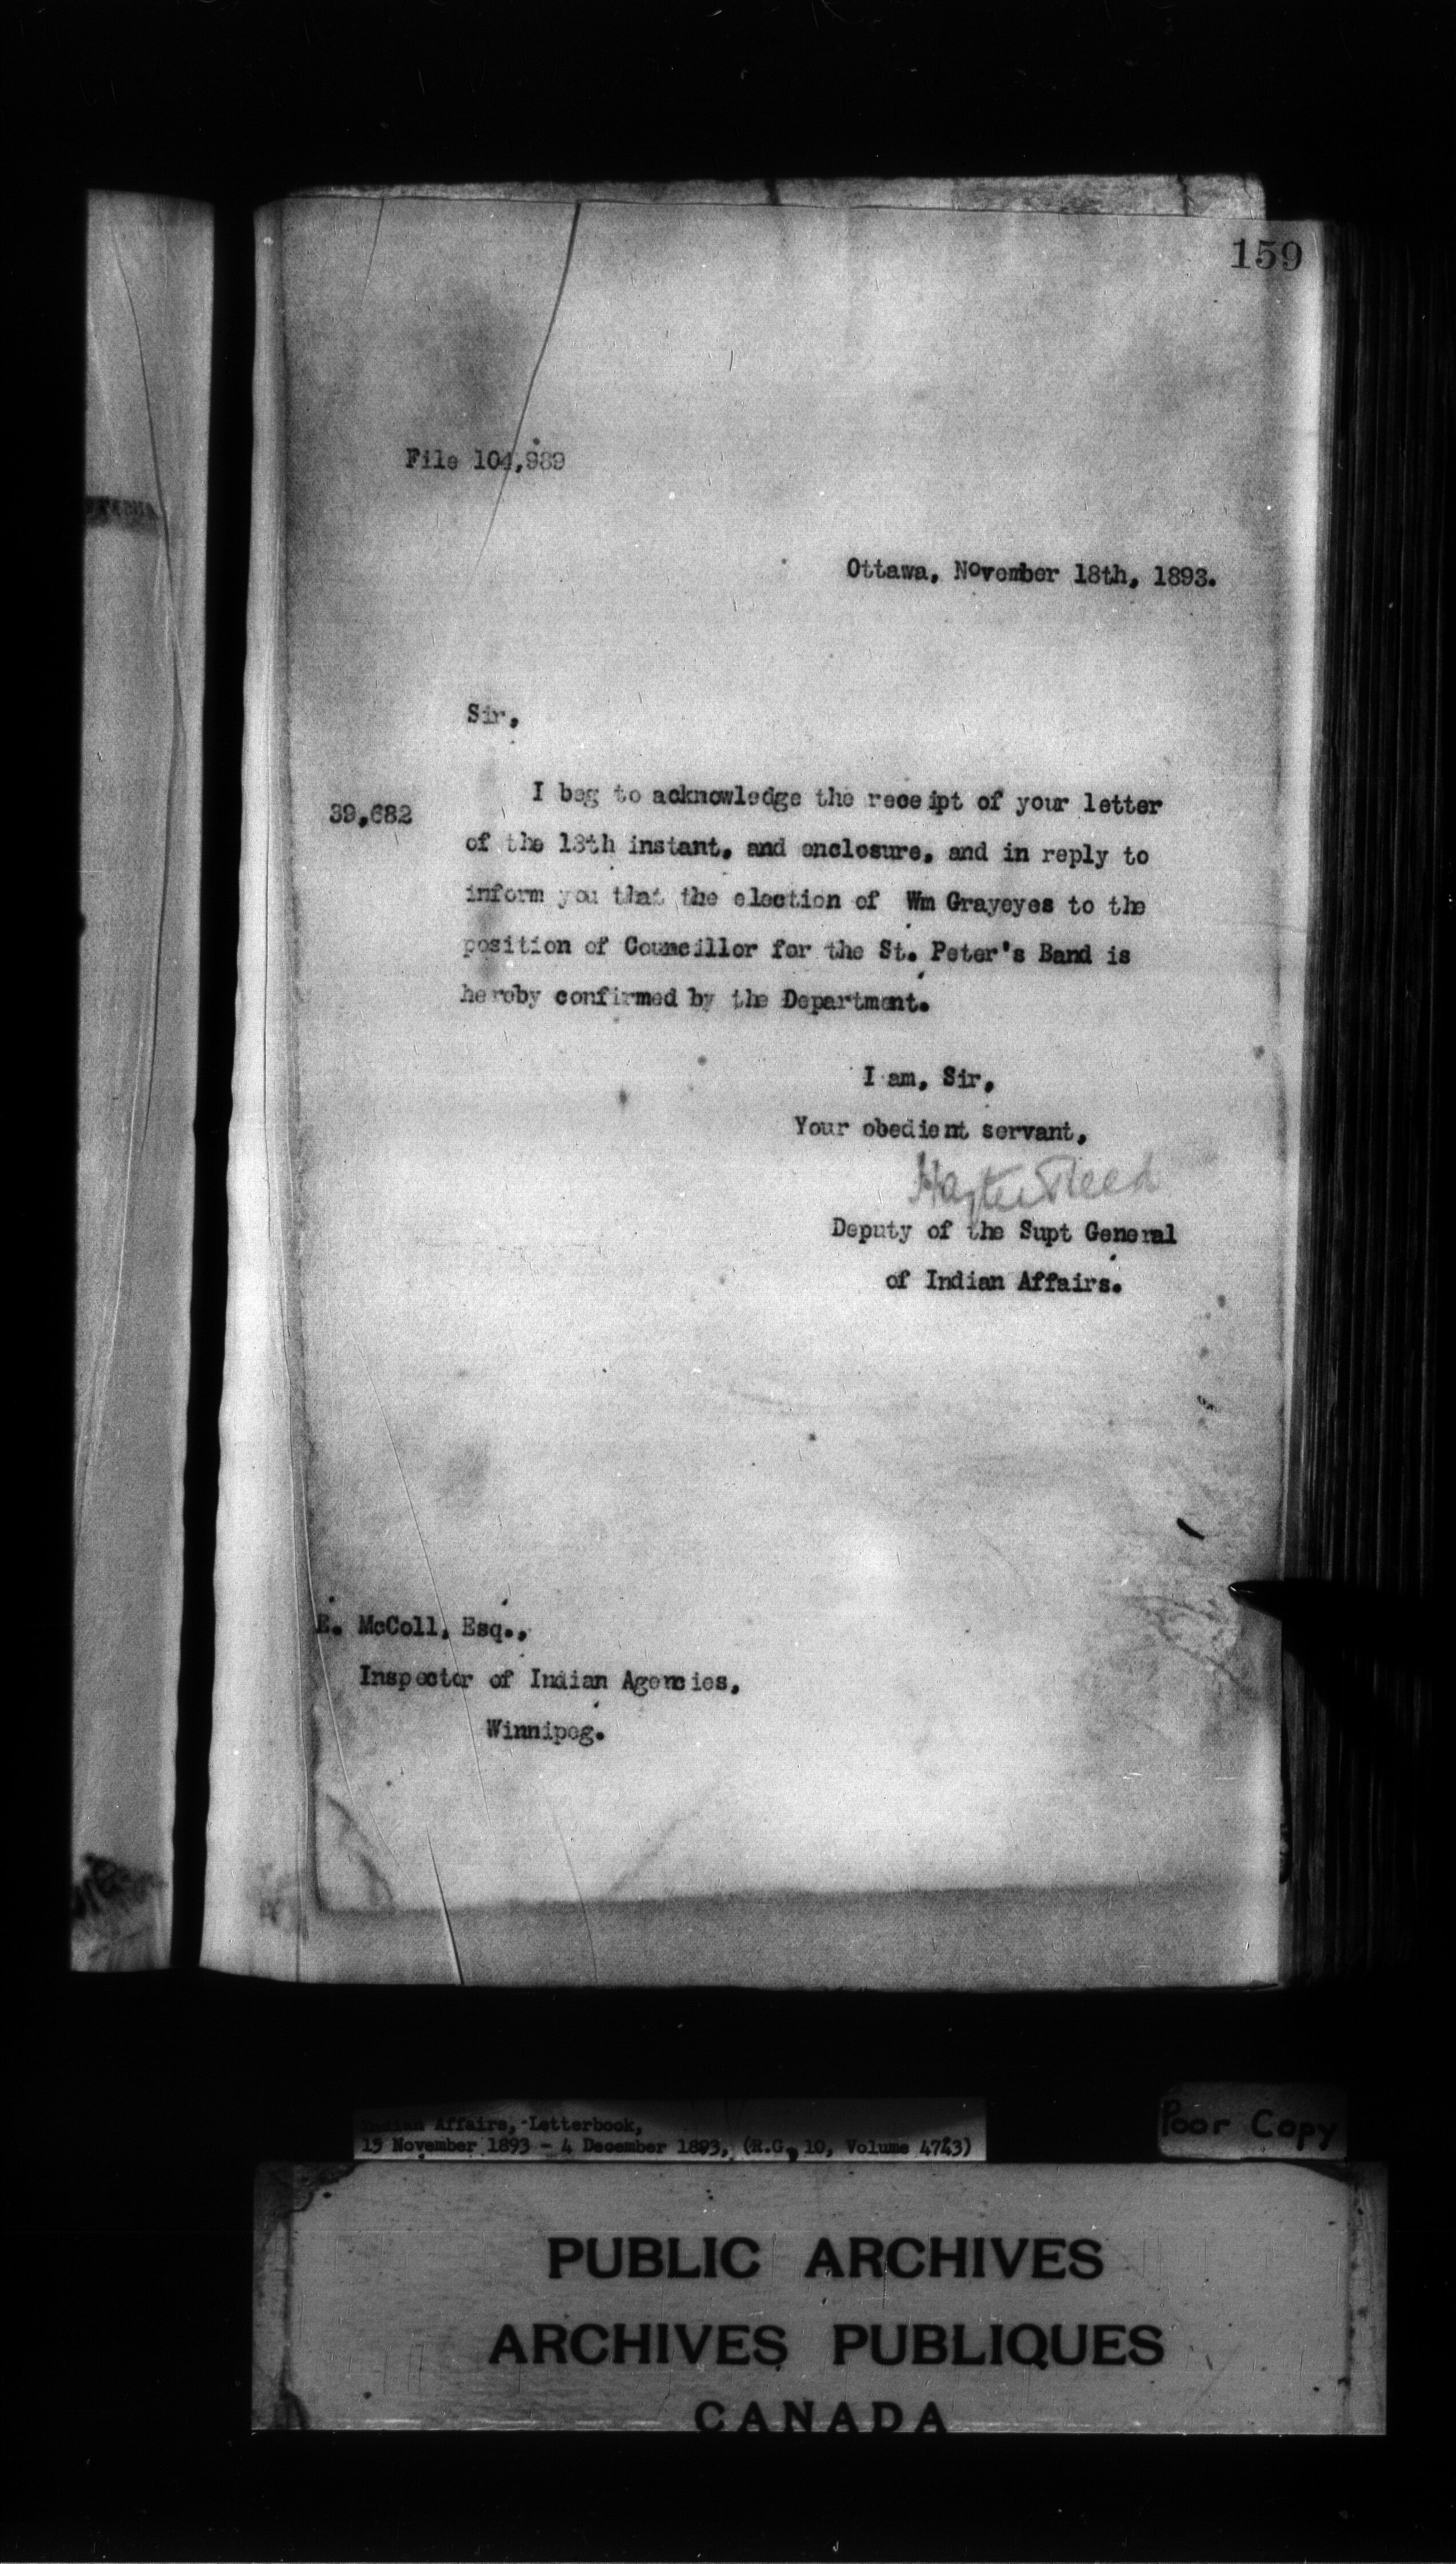 159
File 104,989
Ottawa, November 18th, 1893.
Sir,
39,682
I beg to acknowledge the receipt of your letter
of the 13th instant, and enclosure, and in reply to
inform you that the election of Wm Grayeyes to the
position of Councillor for the St. Peter's Band is
hereby confirmed by the Department.
I am, Sir,
Your obedient servant,
Hayter Reed
Deputy of the Supt General
of Indian Affairs.
E. McColl, Esq.,
Inspector of Indian Agencies,
Winnipeg.
Indian Affairs, Letterbook,
15 November 1893 - 4 December 1893, (R.G. 10, Volume 4743)
Poor Copy
PUBLIC ARCHIVES
ARCHIVES PUBLIQUES
CANADA